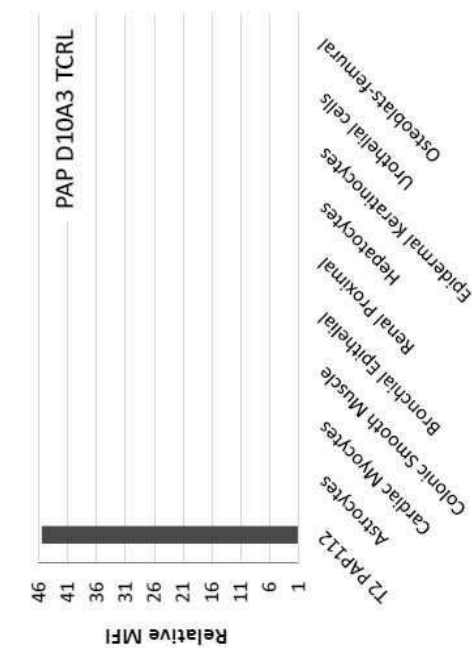 PAP D10A3 TCRL
Relative MFI
46
41
36
31
26
21
16
11
6
1
T2 PAP112
Astrocytes
Cardiac Myocytes
Colonic Smooth Muscle
Bronchial Epithelial
Renal Proximal
Hepatocytes
Epidermal Keratinocytes
Urothelial cells
Osteoblats-femural